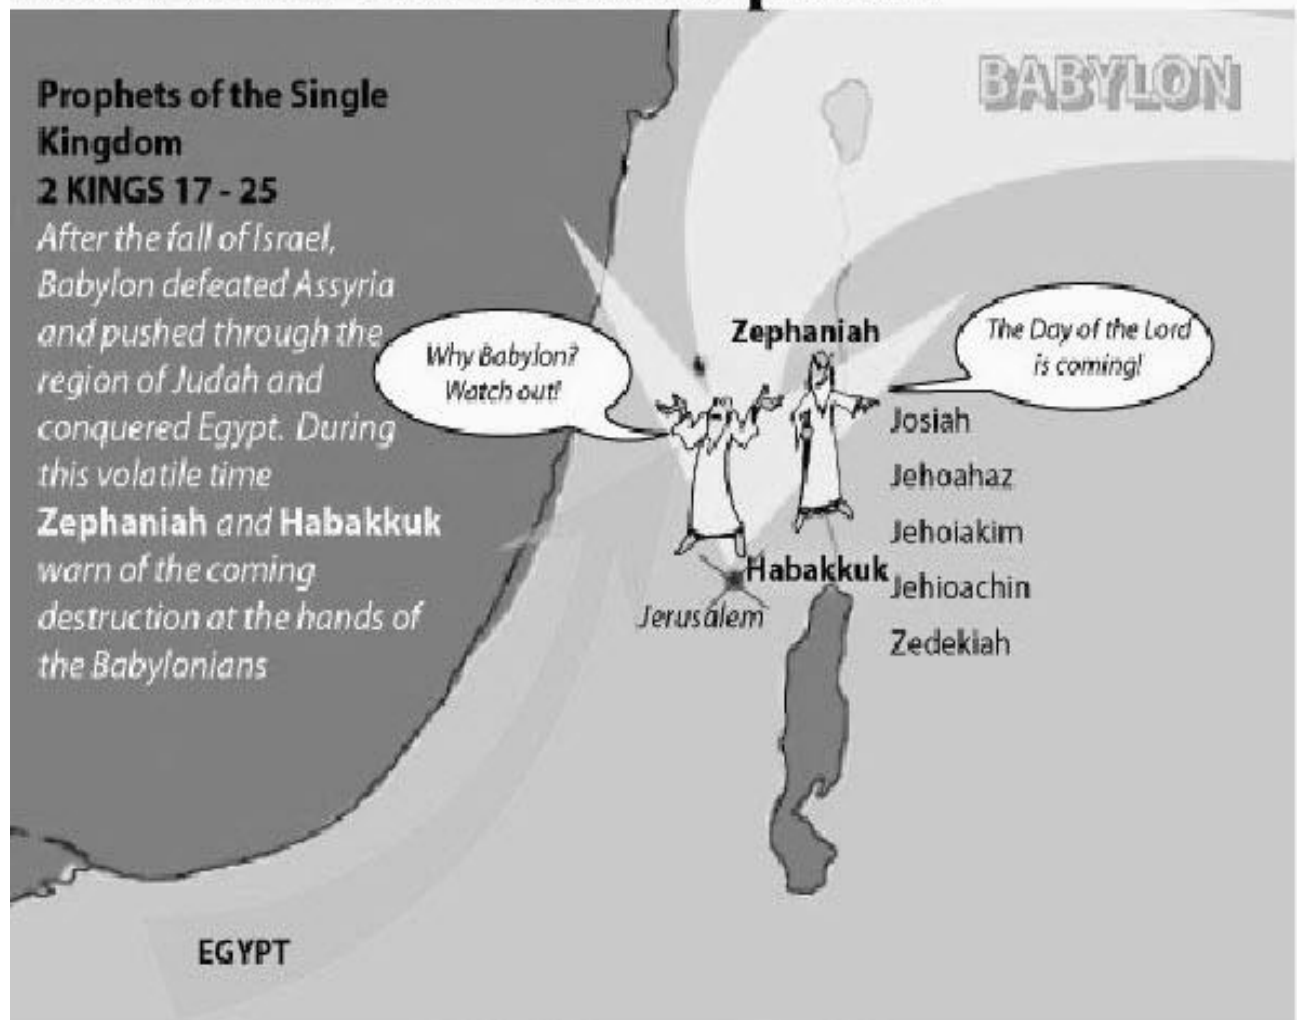 BABYLON
Prophets of the Single
Kingdom
2 KINGS 17 - 25
After the fall of Israel,
Babylon defeated Assyria
and pushed through the
region of Judah and
conquered Egypt. During
this volatile time
Zephaniah and Habakkuk
warn of the coming
destruction at the hands of
the Babylonians
Why Babylon?
Watch out!
Zephaniah
The Day of the Lord
is coming!
Josiah
Jehoahaz
Jehoiakim
Jehioachin
Zedekiah
Habakkuk
Jerusalem
EGYPT